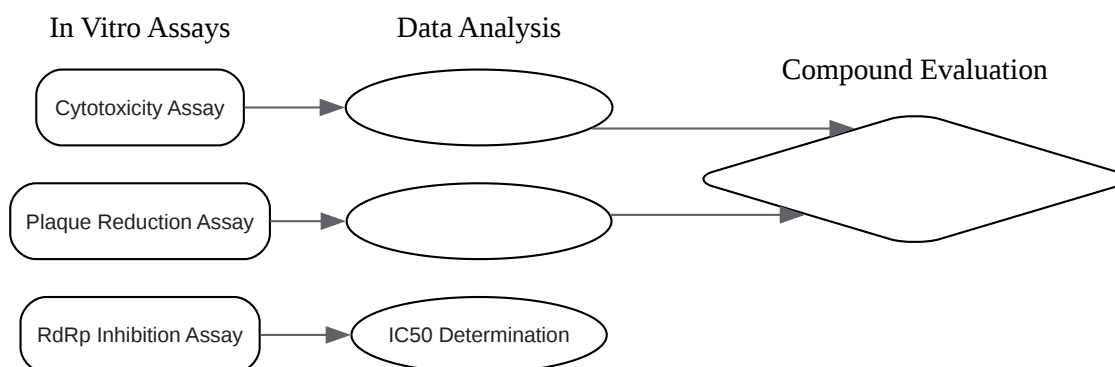 In Vitro Assays
Data Analysis
Compound Evaluation
Cytotoxicity Assay
Plaque Reduction Assay
RdRp Inhibition Assay
IC50 Determination